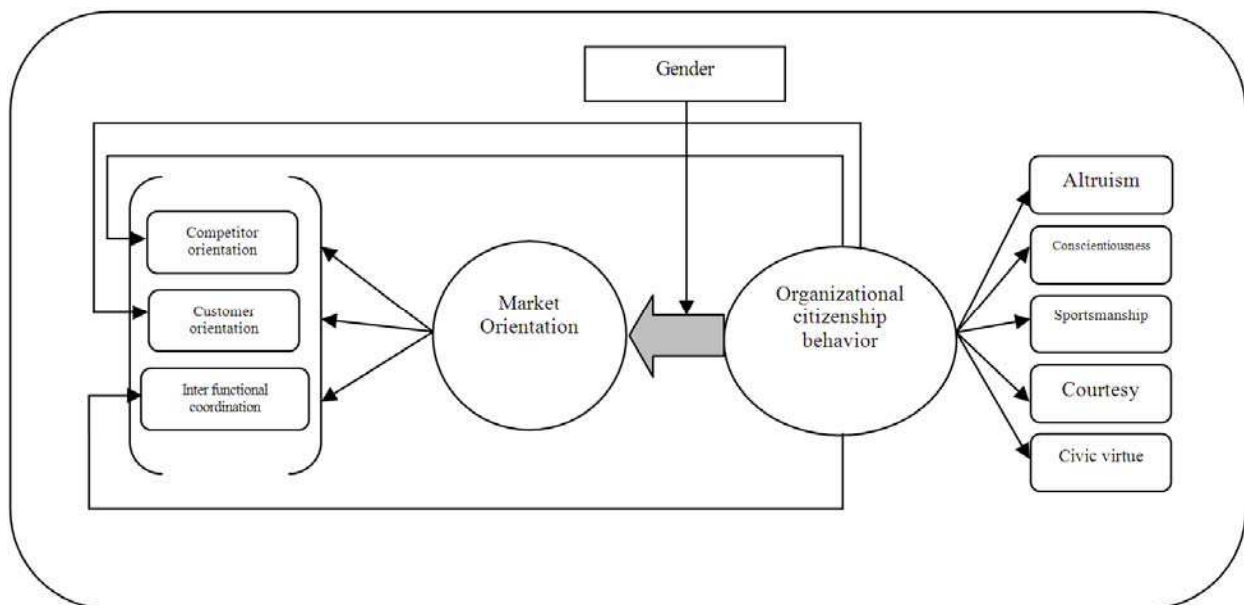 Gender
Altruism
Competitor
orientation
Conscientiousness
Market
Orientation
Organizational
citizenship
behavior
Customer
orientation
Sportsmanship
Inter functional
coordination
Courtesy
Civic virtue